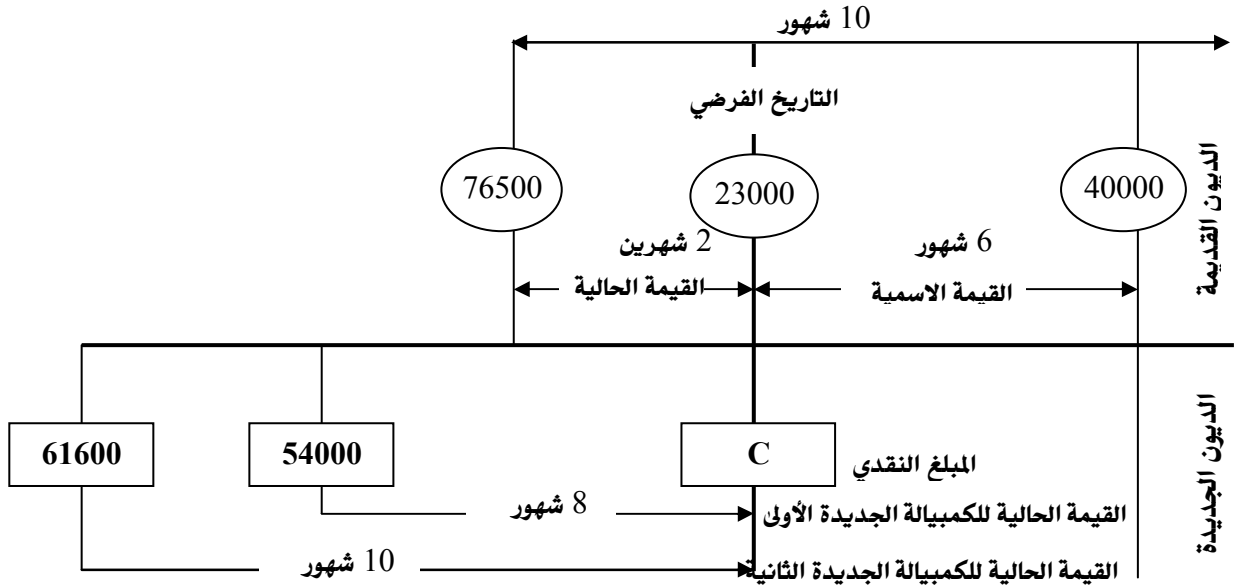 10 شهور
التاريخ الفرضي
40000 23000 76500
الديون القديمة
6 شهور 2 شهرين
القيمة الاسمية القيمة الحالية
61600 54000 C
المبلغ النقدي
الديون الجديدة
8 شهور
القيمة الحالية للكمبيالة الجديدة الأولى
10 شهور
القيمة الحالية للكمبيالة الجديدة الثانية